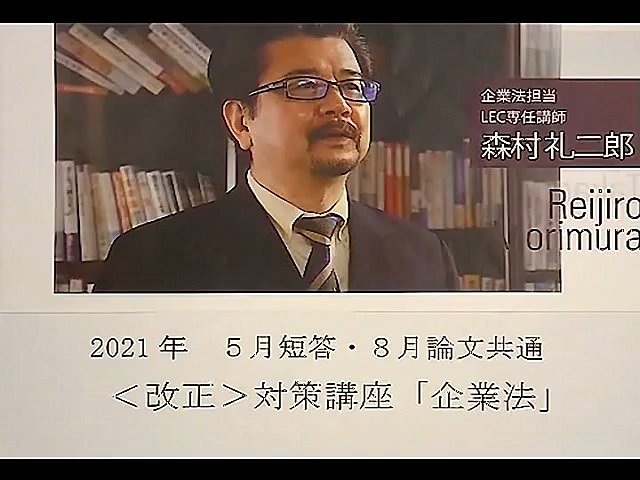 企業法担当
LEC専任講師
森村礼二郎
Reijiro
orimura
2021年　５月短答・８月論文共通
＜改正＞対策講座「企業法」